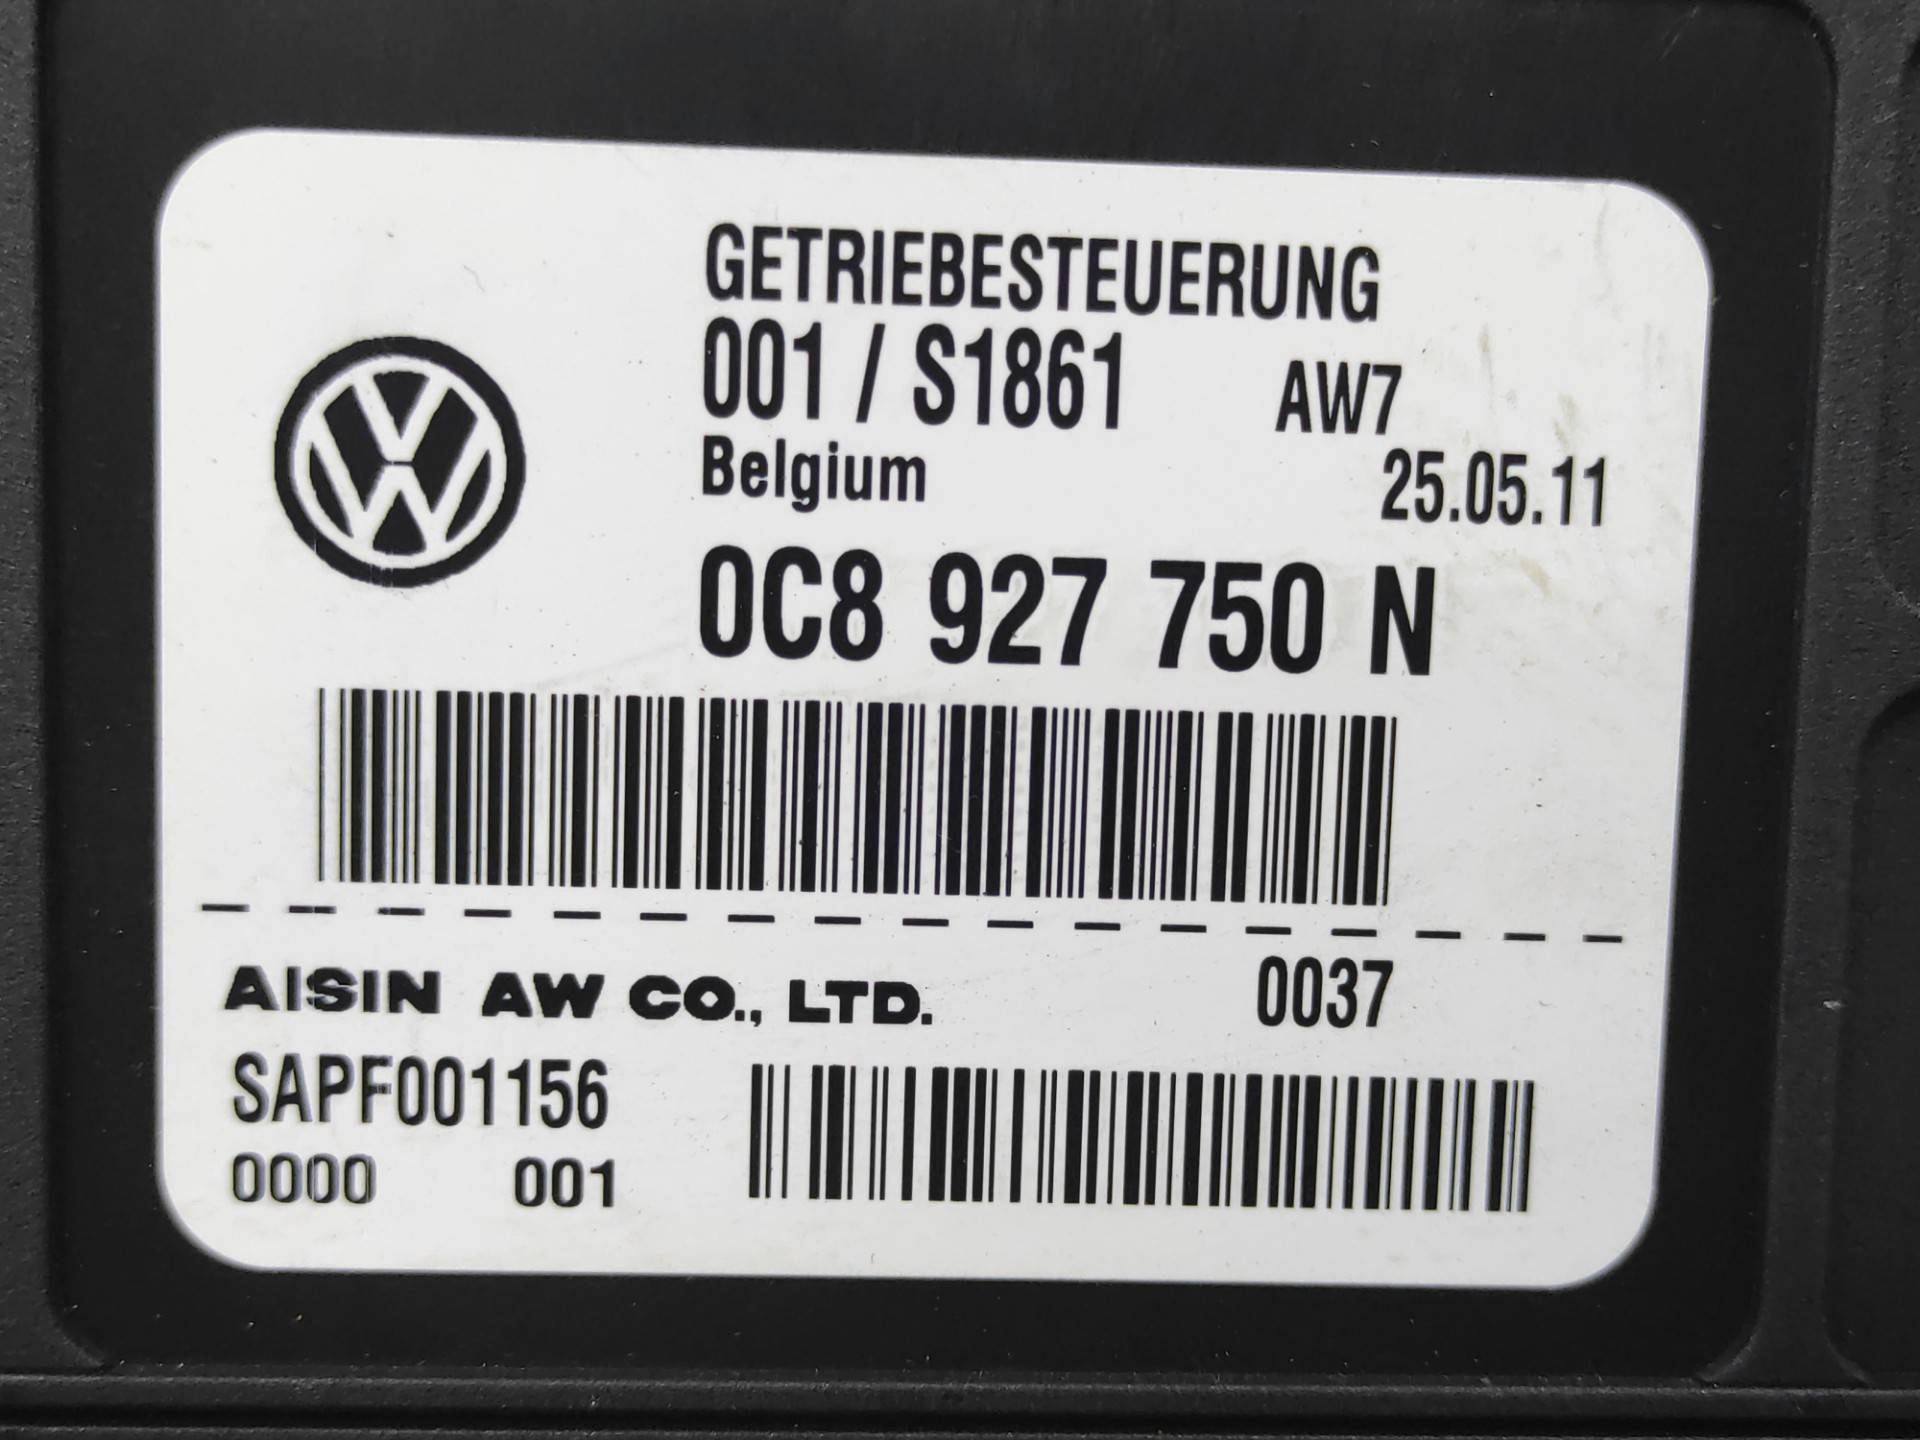 GETRIEBESTEUERUNG
001 / S1861 AW7
Belgium 25.05.11
0C8 927 750 N
AISIN AW CO., LTD. 0037
SAPF001156
0000 001